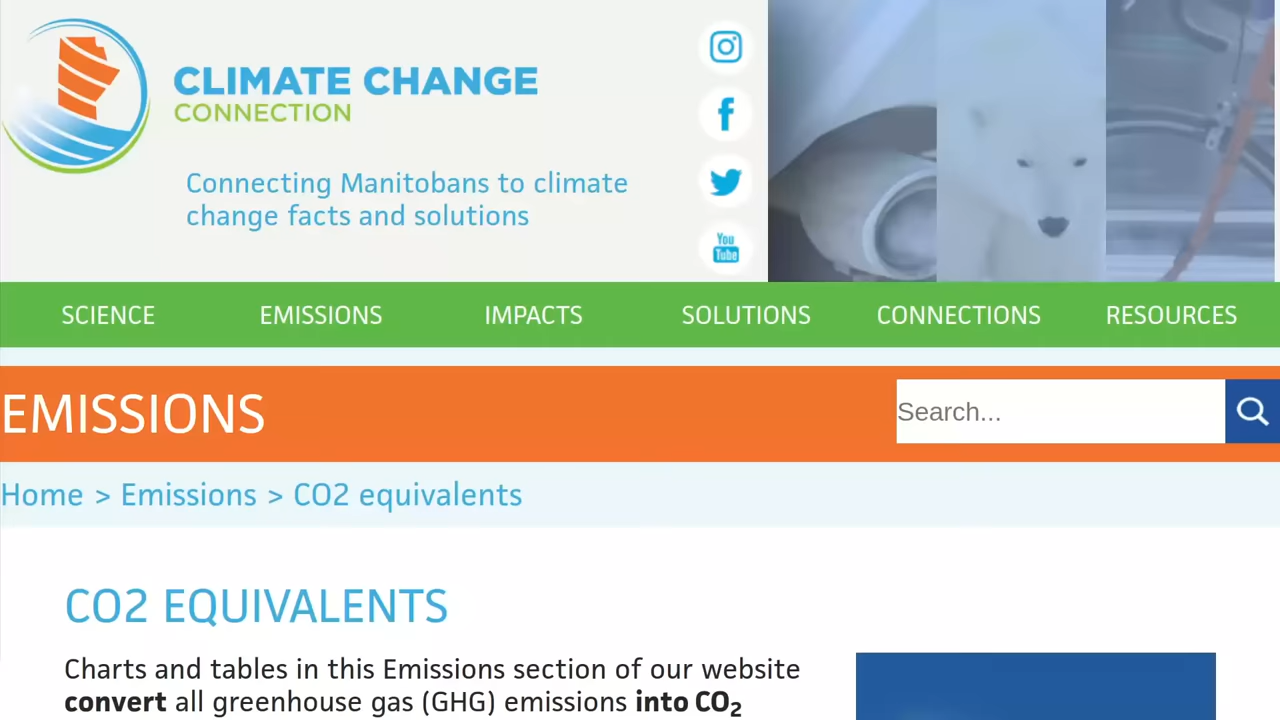 CLIMATE CHANGE
CONNECTION
Connecting Manitobans to climate
change facts and solutions
You
Tube
SCIENCE EMISSIONS IMPACTS SOLUTIONS CONNECTIONS RESOURCES
EMISSIONS
Search...
Home > Emissions > CO2 equivalents
CO2 EQUIVALENTS
Charts and tables in this Emissions section of our website
convert all greenhouse gas (GHG) emissions into CO₂